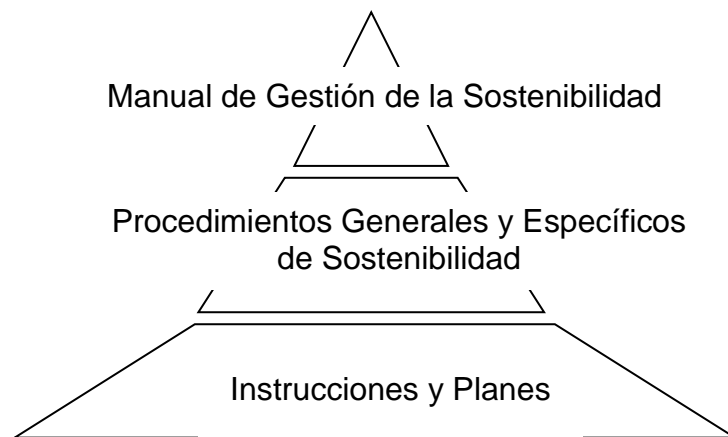 Manual de Gestión de la Sostenibilidad
Procedimientos Generales y Específicos
de Sostenibilidad
Instrucciones y Planes